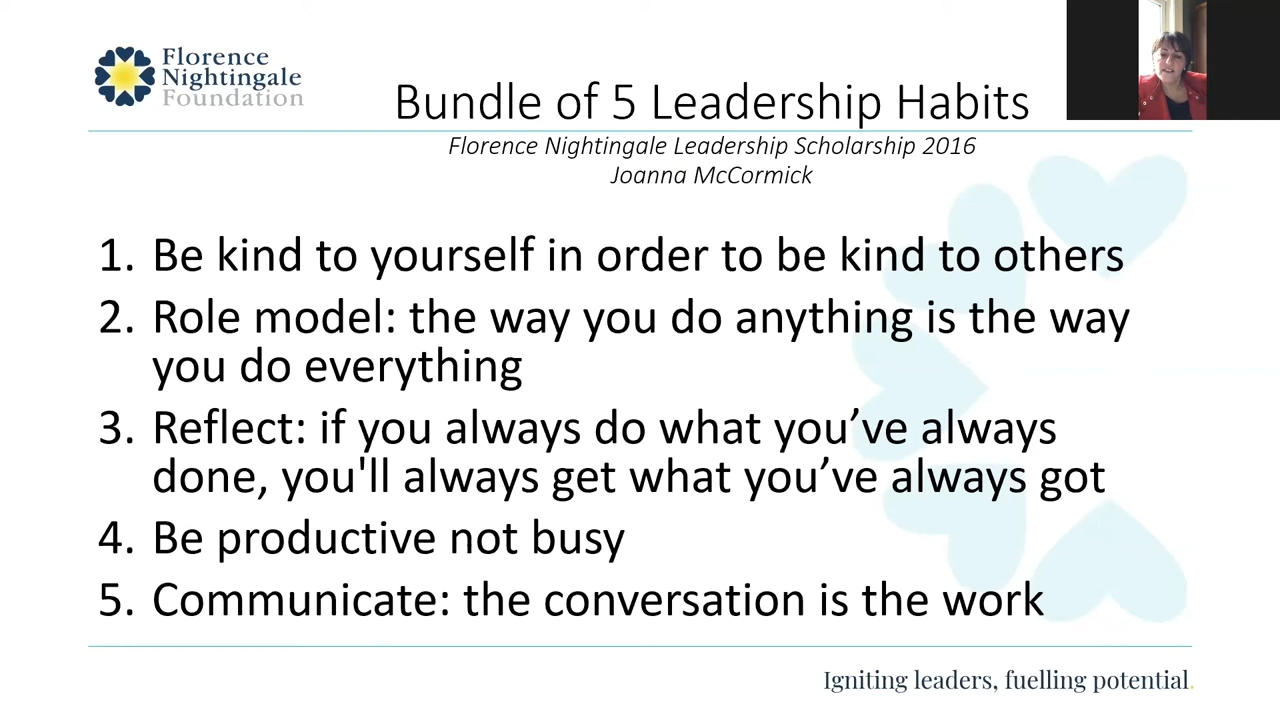 Florence
Nightingale
Foundation
Bundle of 5 Leadership Habits
Florence Nightingale Leadership Scholarship 2016
Joanna McCormick
1. Be kind to yourself in order to be kind to others
2. Role model: the way you do anything is the way
you do everything
3. Reflect: if you always do what you’ve always
done, you'll always get what you’ve always got
4. Be productive not busy
5. Communicate: the conversation is the work
Igniting leaders, fuelling potential.